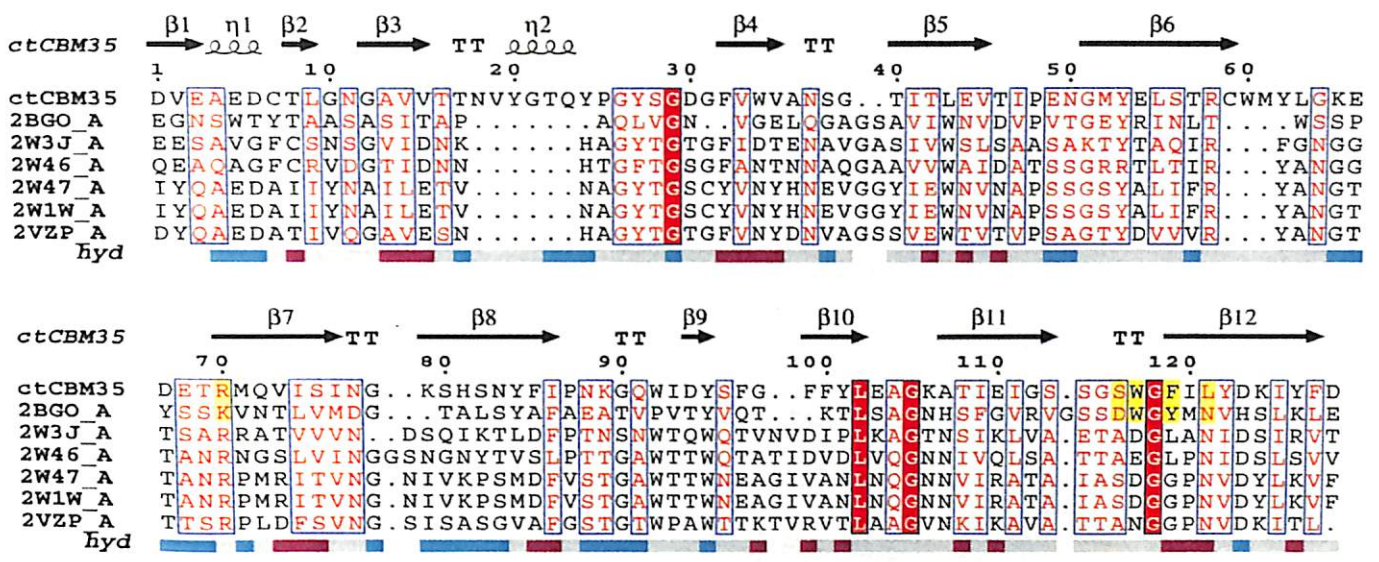 β1 η1 β2 β3 η2 β4 β5 β6
ctCBM35 TT TT
1 10 20 30 40 50 60
ctCBM35 DVEAEDCTLGNGAVVTTNVYGTQYPGYSGDGFVWVANSG..TITLEVTIPENGMYELSTRCWMYLGKE
2BGO_A EGNSWTYTAASASITAP.......AQLVGN..VGELQGAGSAVIWNVDVPVTGEYRINLT....WSSP
2W3J_A EESAVGFCSNSGVIDNK.......HAGYTGTGFIDTENAVGASIVWSLSAASAKTYTAQIR...FGNGG
2W46_A QEAQAGFCRVDGTIDNN.......HTGFTGSGFANTNNAQGAAVVWAIDATSSGRRTLTIR...YANGG
2W47_A IYQAEDAIIYNAILETV.......NAGYTGSCYVNYHNEVGGYIEWNVNAPSSGSYALIFR...YANGT
2W1W_A IYQAEDAIIYNAILETV.......NAGYTGSCYVNYHNEVGGYIEWNVNAPSSGSYALIFR...YANGT
2VZP_A DYQAEDATIVQGAVESN.......HAGYTGTGFVNYDNVAGSSVEWTVTVPSAGTYDVVVR...YANGT
hyd
β7 β8 β9 β10 β11 β12
ctCBM35 TT TT TT
70 80 90 100 110 120
ctCBM35 DETRMQVISING..KSHSNYFIPNKGQWIDYSFG..FFYLEAGKATIEIGS.SGSWGFILYDKIYFD
2BGO_A YSSKVNTLVMDG....TALSYAFAEATVPVTYVQT..KTLSAGNHSFGVRVGSSDWGYMNVHSLKLE
2W3J_A TSARRATVVVN..DSQIKTLDFPTNSNWTQWQTVNVDIPLKAGTNSIKLVA.ETADGLANIDSIRVT
2W46_A TANRNGSLVINGGSNGNYTVSLPTTGAWTTWQTATIDVDLVQGNNIVQLSA.TTAEGLPNIDSLSVV
2W47_A TANRPMRITVNG.NIVKPSMDFVSTGAWTTWNEAGIVANLNQGNNVIRATA.IASDGGPNVDYLKVF
2W1W_A TANRPMRITVNG.NIVKPSMDFVSTGAWTTWNEAGIVANLNQGNNVIRATA.IASDGGPNVDYLKVF
2VZP_A TTSRPLDFSVNG.SISASGVAFGSTGTWPAWTTKTVRVTLAAGVNKIKAVA.TTANGGPNVDKITL.
hyd